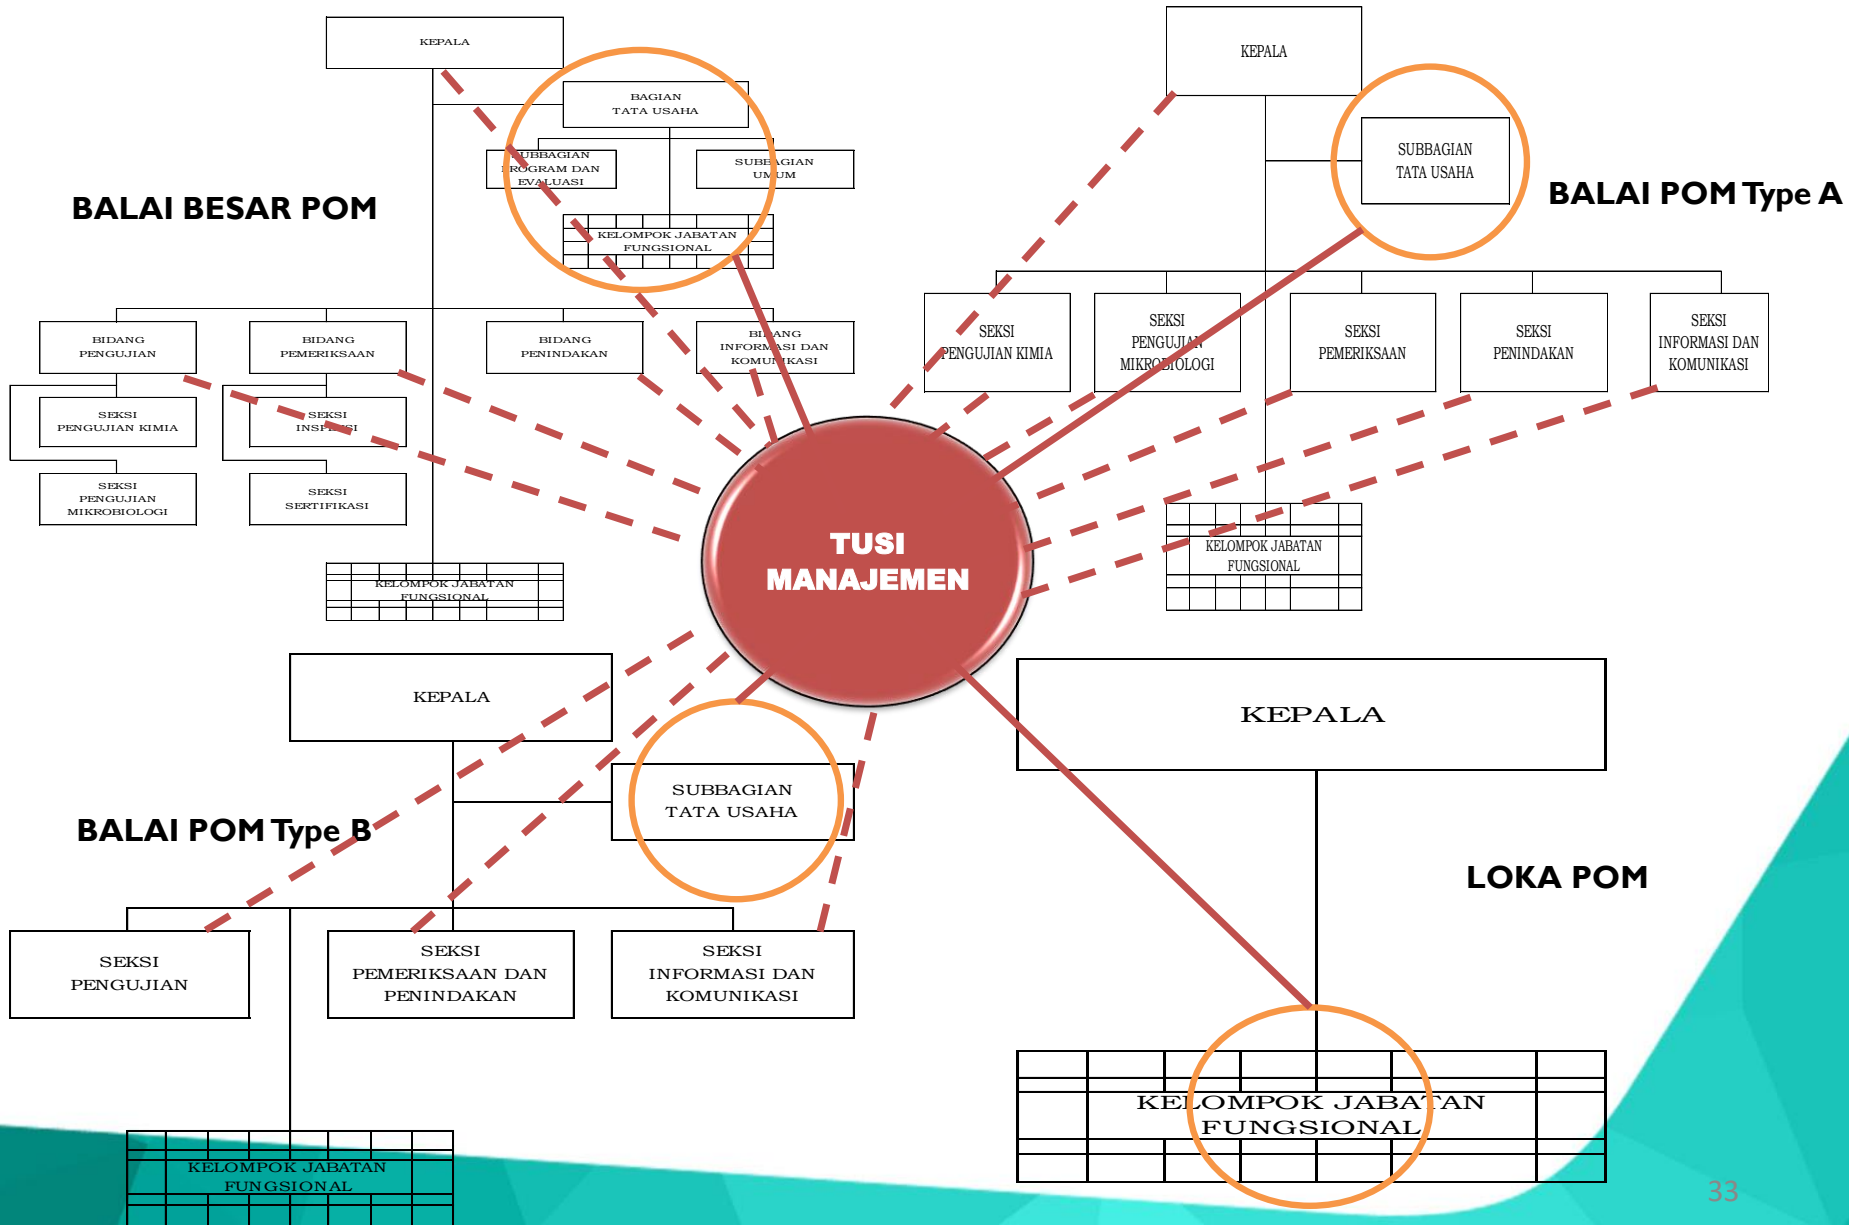 KEPALA
BAGIAN
TATA USAHA
SUBBAGIAN
PROGRAM DAN
EVALUASI
SUBBAGIAN
UMUM
KELOMPOK JABATAN
FUNGSIONAL
BALAI BESAR POM
BIDANG
PENGUJIAN
BIDANG
PEMERIKSAAN
BIDANG
PENINDAKAN
BIDANG
INFORMASI DAN
KOMUNIKASI
SEKSI
PENGUJIAN KIMIA
SEKSI
INSPEKSI
SEKSI
PENGUJIAN
MIKROBIOLOGI
SEKSI
SERTIFIKASI
KELOMPOK JABATAN
FUNGSIONAL
KEPALA
SUBBAGIAN
TATA USAHA
BALAI POM Type A
SEKSI
PENGUJIAN KIMIA
SEKSI
PENGUJIAN
MIKROBIOLOGI
SEKSI
PEMERIKSAAN
SEKSI
PENINDAKAN
SEKSI
INFORMASI DAN
KOMUNIKASI
KELOMPOK JABATAN
FUNGSIONAL
TUSI
MANAJEMEN
KEPALA
SUBBAGIAN
TATA USAHA
BALAI POM Type B
SEKSI
PENGUJIAN
SEKSI
PEMERIKSAAN DAN
PENINDAKAN
SEKSI
INFORMASI DAN
KOMUNIKASI
KELOMPOK JABATAN
FUNGSIONAL
KEPALA
LOKA POM
KELOMPOK JABATAN
FUNGSIONAL
33